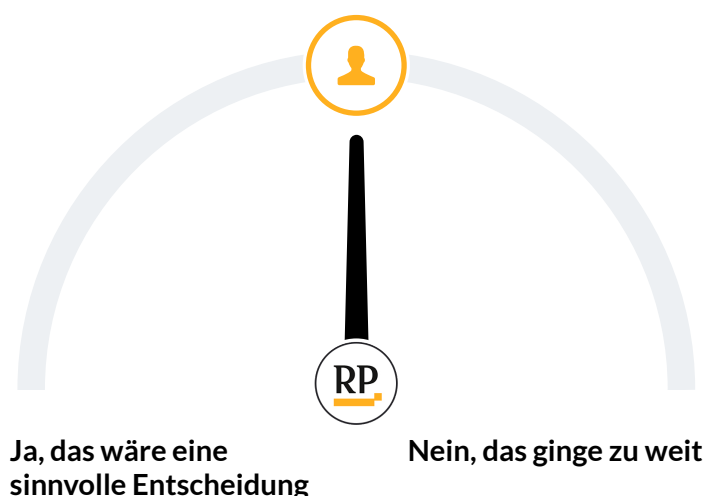 RP
Ja, das wäre eine
sinnvolle Entscheidung
Nein, das ginge zu weit